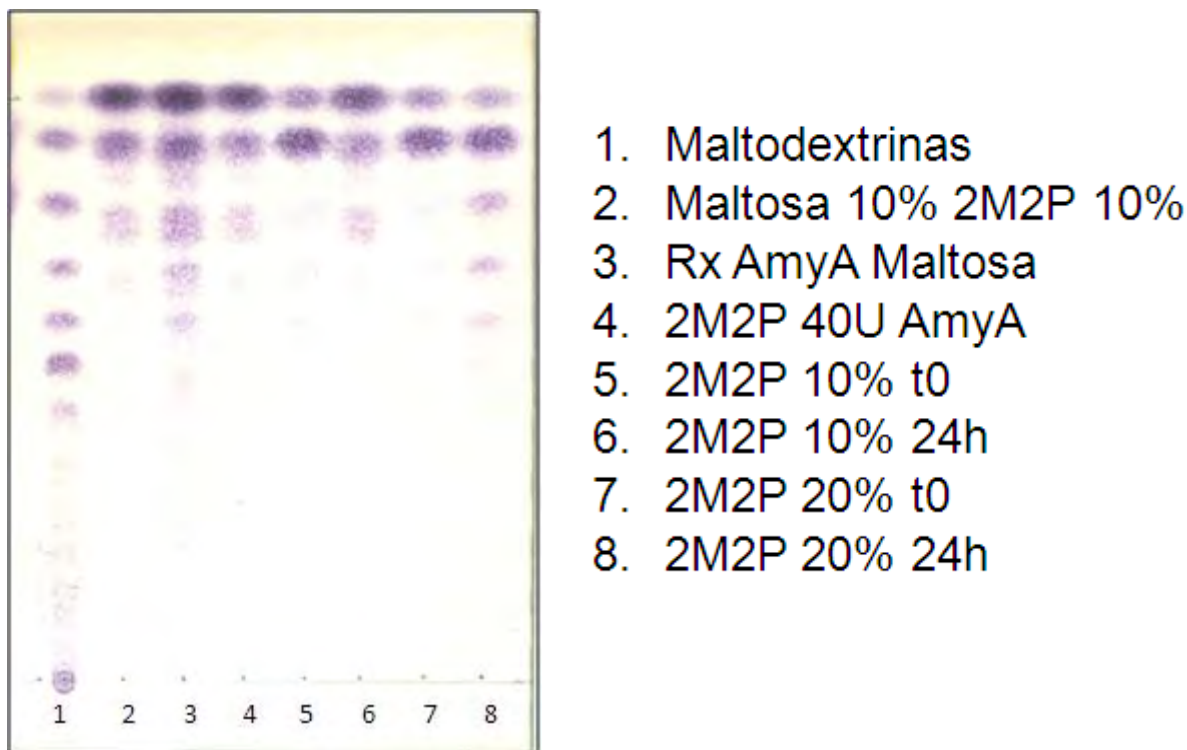 1. Maltodextrinas
2. Maltosa 10% 2M2P 10%
3. Rx AmyA Maltosa
4. 2M2P 40U AmyA
5. 2M2P 10% t0
6. 2M2P 10% 24h
7. 2M2P 20% t0
8. 2M2P 20% 24h
1 2 3 4 5 6 7 8